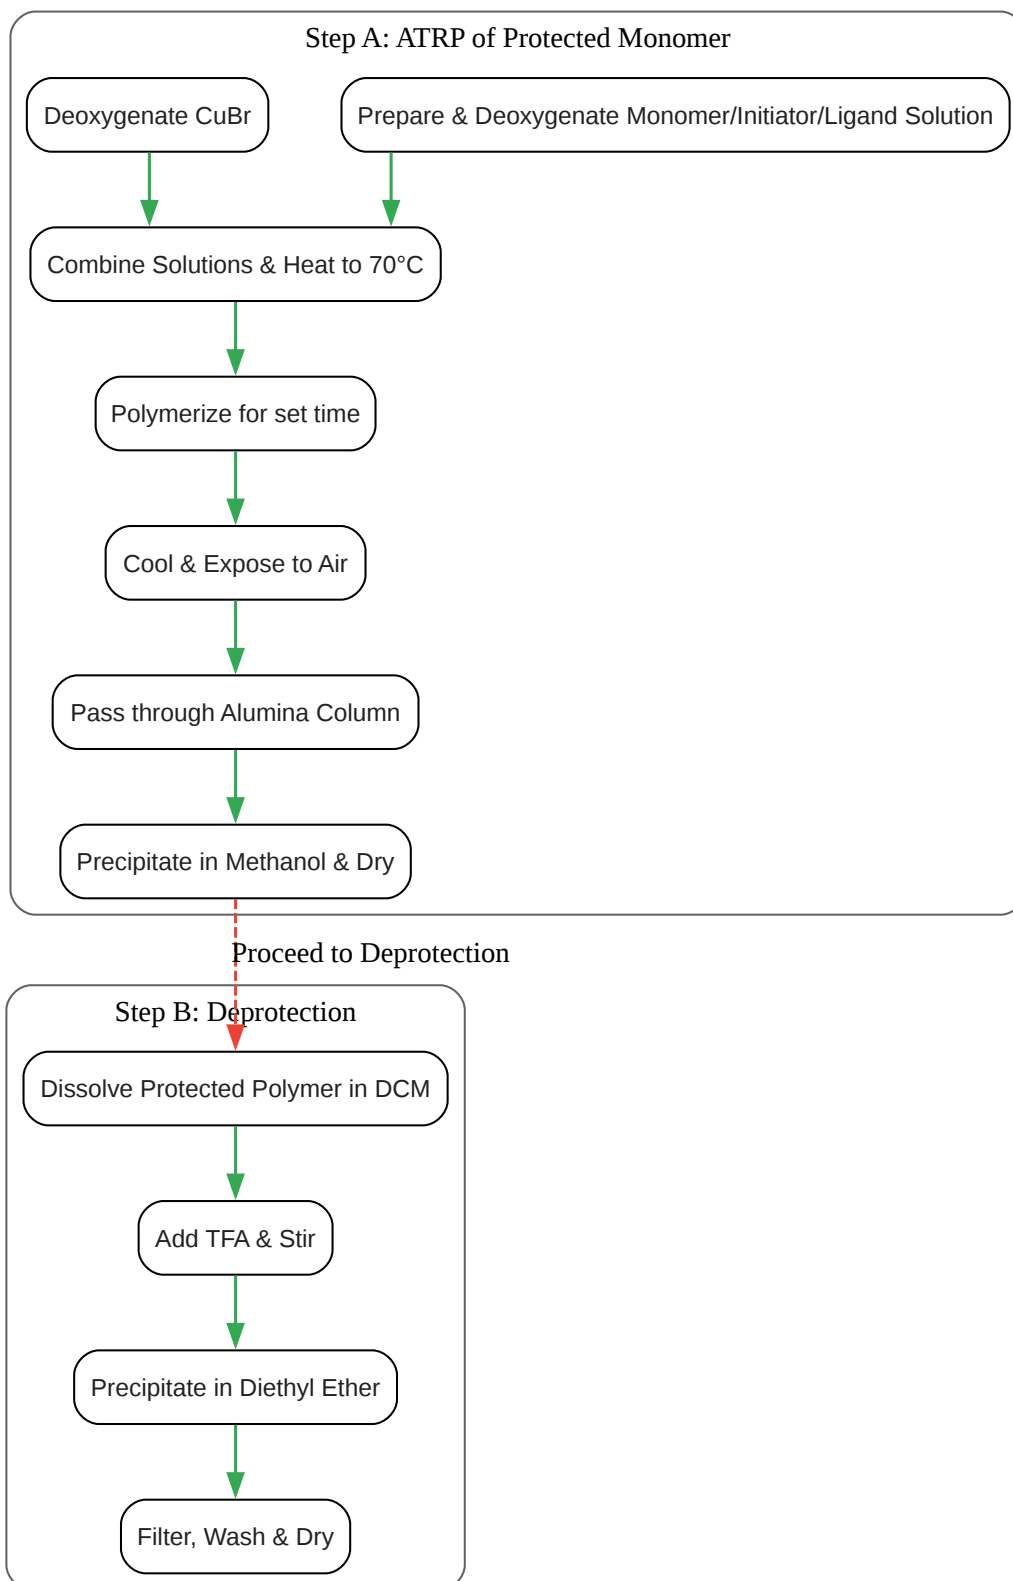 Step A: ATRP of Protected Monomer
Deoxygenate CuBr
Prepare & Deoxygenate Monomer/Initiator/Ligand Solution
Combine Solutions & Heat to 70°C
Polymerize for set time
Cool & Expose to Air
Pass through Alumina Column
Precipitate in Methanol & Dry
Proceed to Deprotection
Step B: Deprotection
Dissolve Protected Polymer in DCM
Add TFA & Stir
Precipitate in Diethyl Ether
Filter, Wash & Dry